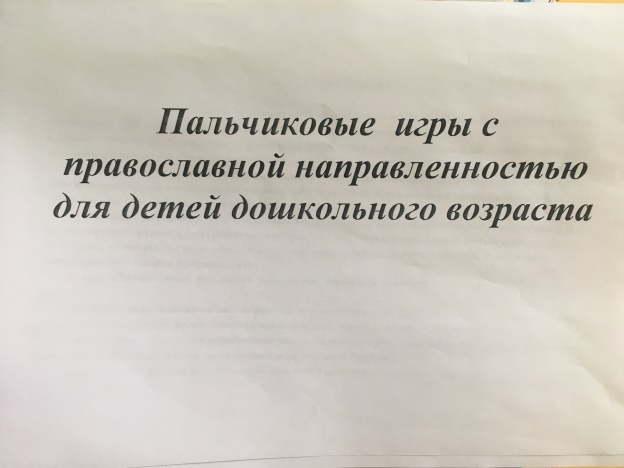 Пальчиковые игры с
православной направленностью
для детей дошкольного возраста